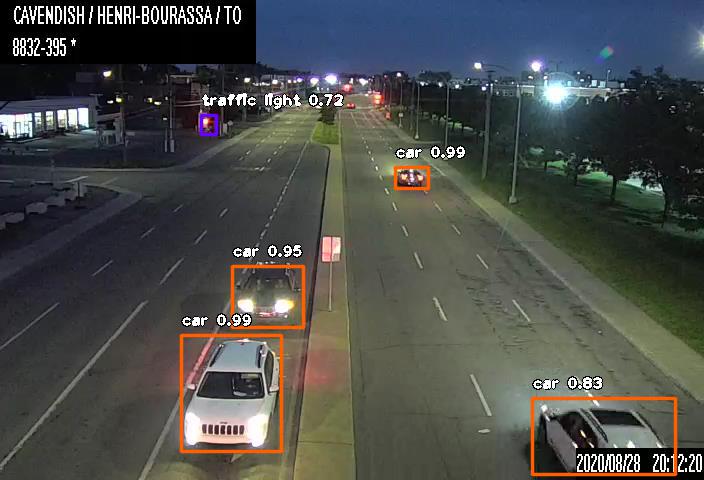 CAVENDISH / HENRI-BOURASSA / TO
8832-395 *
traffic light 0.72
car 0.99
car 0.95
car 0.99
car 0.83
2020/08/28 20:12:20